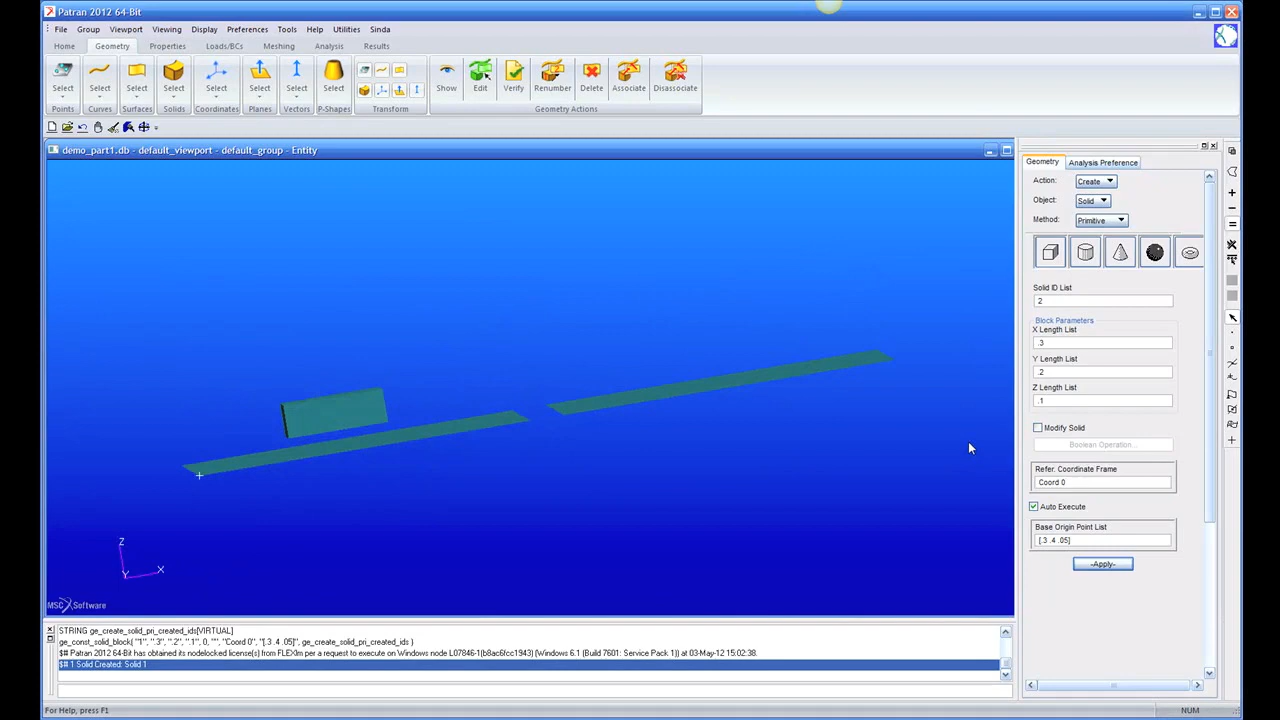 Patran 2012 64-Bit
File Group Viewport Viewing Display Preferences Tools Help Utilities Sinda
Home Geometry Properties Loads/BCs Meshing Analysis Results
Select Select Select Select Select Select Select Select Show Edit Verify Renumber Delete Associate Disassociate
Points Curves Surfaces Solids Coordinates Planes Vectors P-Shapes Transform Geometry Actions
demo_part1.db - default_viewport - default_group - Entity
Z
X
Y
MSC Software
Geometry Analysis Preference
Action: Create
Object: Solid
Method: Primitive
Solid ID List
2
Block Parameters
X Length List
.3
Y Length List
.2
Z Length List
.1
Modify Solid
Boolean Operation...
Refer. Coordinate Frame
Coord 0
Auto Execute
Base Origin Point List
[.3 .4 .05]
-Apply-
STRING ge_create_solid_pri_created_ids[VIRTUAL]
ge_const_solid_block( "1", ".3", ".2", ".1", 0, "", "Coord 0", "[.3 .4 .05]", ge_create_solid_pri_created_ids )
$# Patran 2012 64-Bit has obtained its nodelocked license(s) from FLEXlm per a request to execute on Windows node L07846-1(b8ac6fcc1943) (Windows 6.1 (Build 7601: Service Pack 1)) at 03-May-12 15:02:38.
$# 1 Solid Created: Solid 1
For Help, press F1
NUM